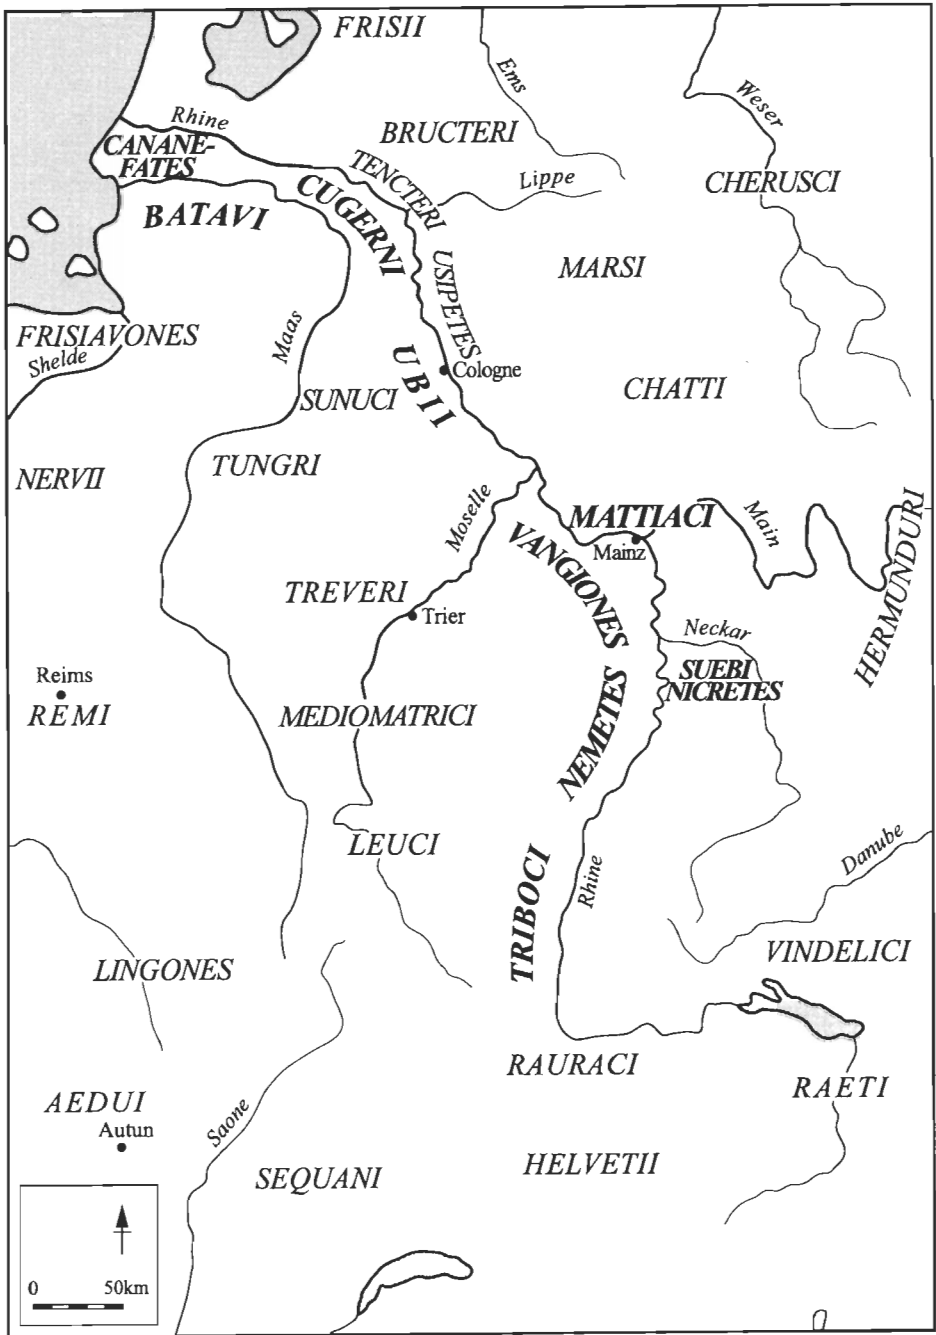 FRISII
Ems
Weser
Rhine
BRUCTERI
CANANE-
FATES
TENCTERI
Lippe
CHERUSCI
CUGERNI
BATAVI
USIPETES
MARSI
FRISIAVONES
Shelde
Maas
UBII
Cologne
SUNUCI
CHATTI
NERVII
TUNGRI
Moselle
MATTIACI
Main
HERMUNDURI
VANGIONES
Mainz
TREVERI
Trier
Neckar
Reims
REMI
SUEBI
NICRETES
MEDIOMATRICI
NEMETES
LEUCI
Danube
TRIBOCI
Rhine
LINGONES
VINDELICI
RAURACI
RAETI
AEDUI
Autun
Saone
SEQUANI
HELVETII
0 50km